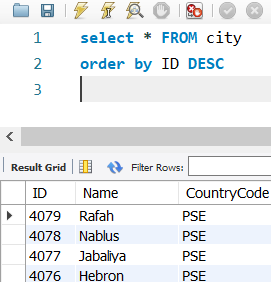 1 select * FROM city
2 order by ID DESC
3
Result Grid Filter Rows:
ID Name CountryCode
4079 Rafah PSE
4078 Nablus PSE
4077 Jabaliya PSE
4076 Hebron PSE